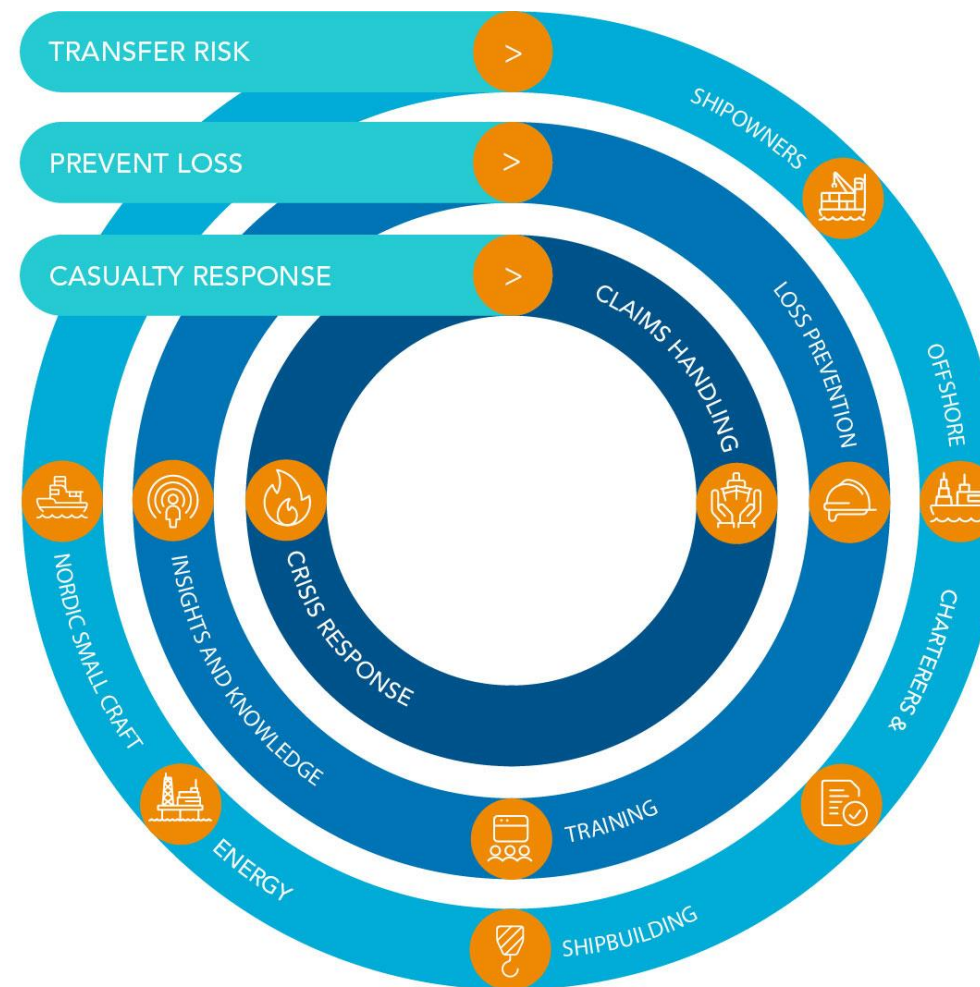 TRANSFER RISK
>
SHIPOWNERS
OFFSHORE
CHARTERERS &
SHIPBUILDING
ENERGY
NORDIC SMALL CRAFT
PREVENT LOSS
>
LOSS PREVENTION
TRAINING
INSIGHTS AND KNOWLEDGE
CASUALTY RESPONSE
>
CLAIMS HANDLING
CRISIS RESPONSE